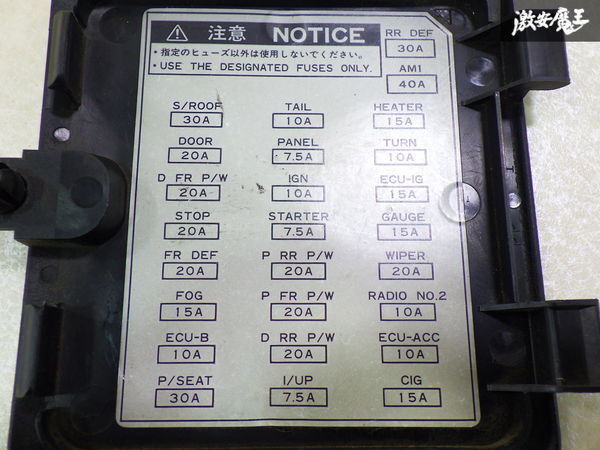 注意 NOTICE
・指定のヒューズ以外は使用しないでください。
・USE THE DESIGNATED FUSES ONLY.
RR DEF
30A
AM1
40A
S/ROOF TAIL HEATER
30A 10A 15A
DOOR PANEL TURN
20A 7.5A 10A
D FR P/W IGN ECU-IG
20A 10A 15A
STOP STARTER GAUGE
20A 7.5A 15A
FR DEF P RR P/W WIPER
20A 20A 20A
FOG P FR P/W RADIO NO.2
15A 20A 10A
ECU-B D RR P/W ECU-ACC
10A 20A 10A
P/SEAT I/UP CIG
30A 7.5A 15A
激安魔王